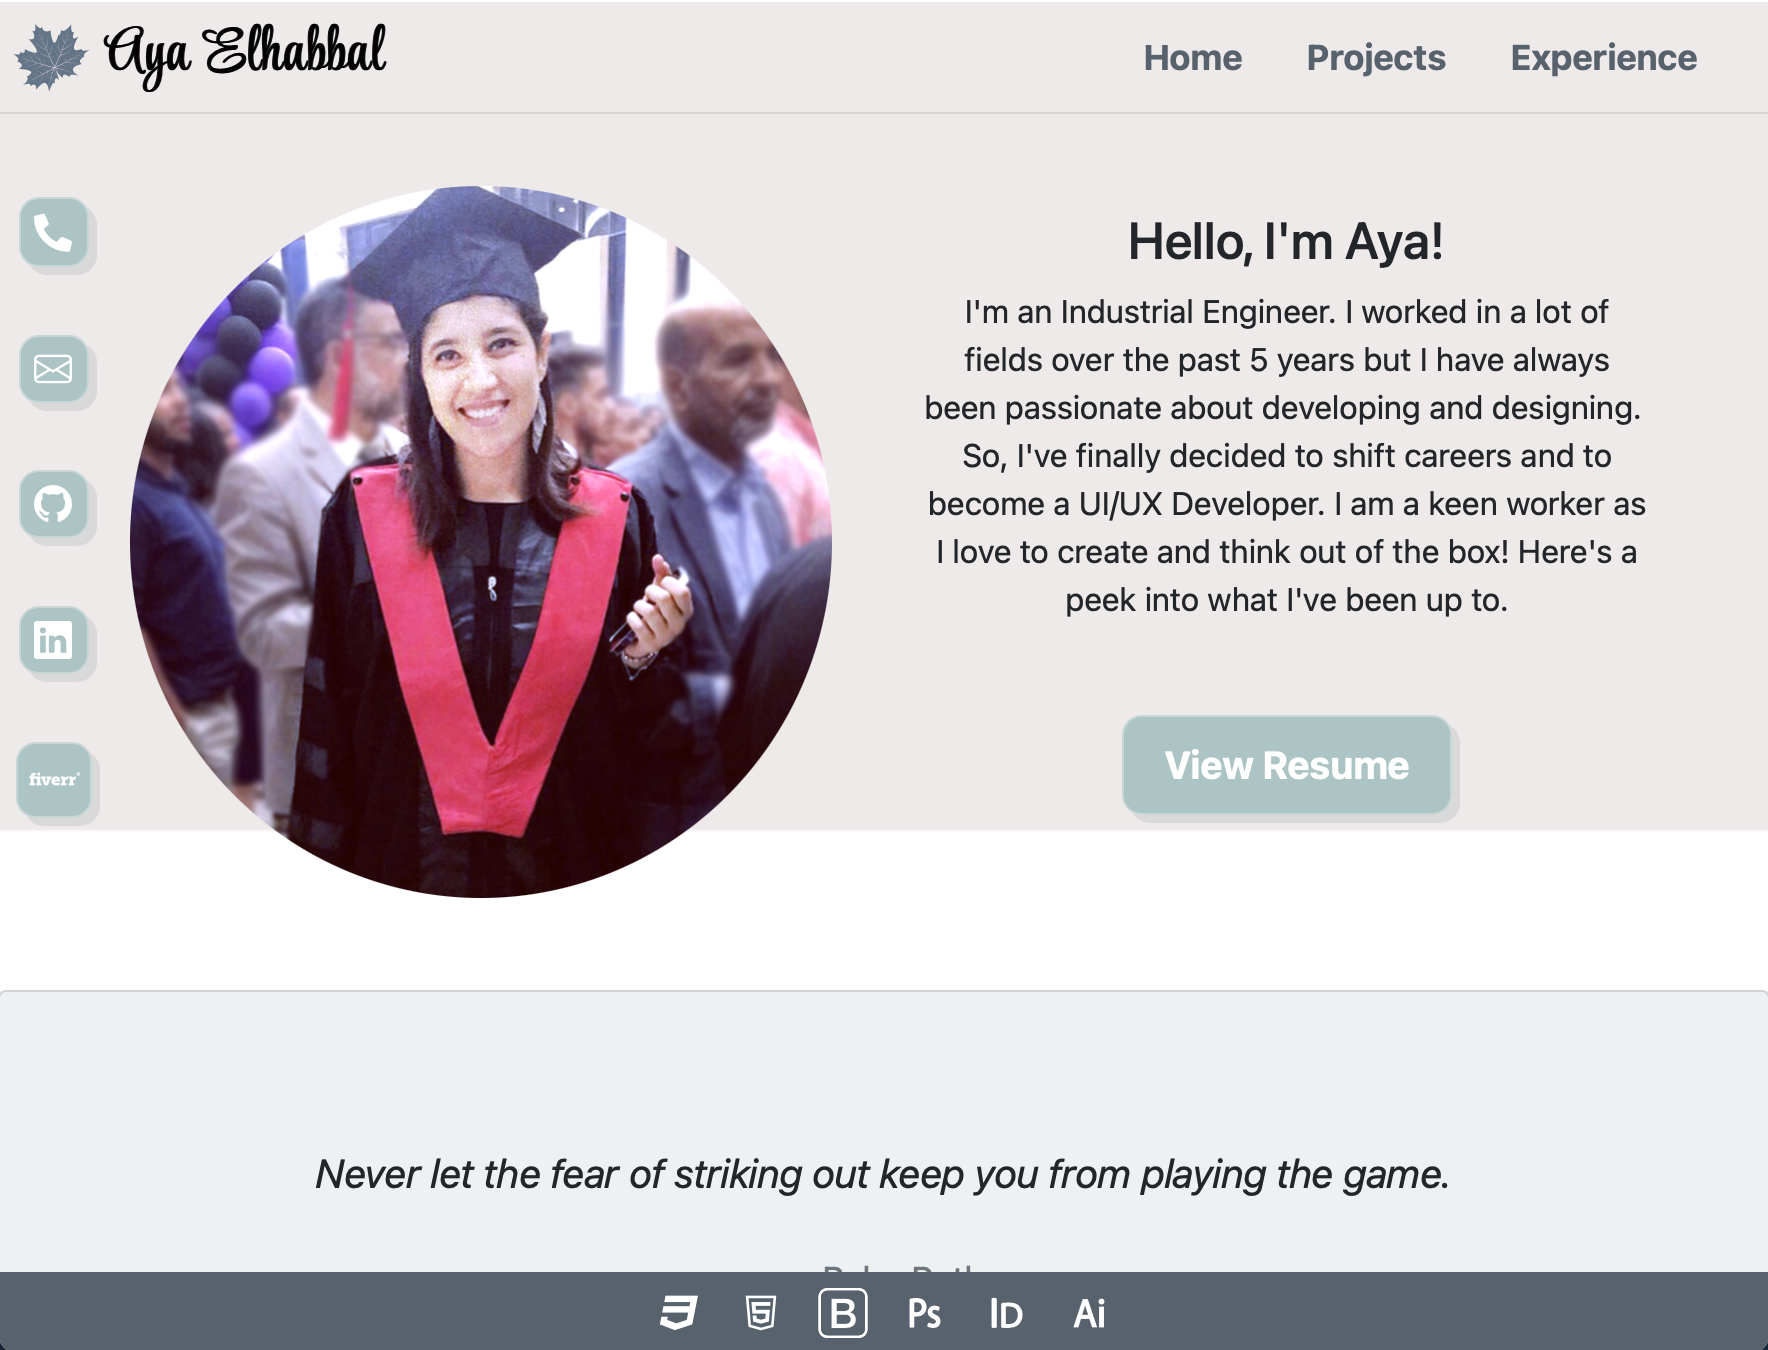 Aya Elhabbal
Home
Projects
Experience
Hello, I'm Aya!
I'm an Industrial Engineer. I worked in a lot of
fields over the past 5 years but I have always
been passionate about developing and designing.
So, I've finally decided to shift careers and to
become a UI/UX Developer. I am a keen worker as
I love to create and think out of the box! Here's a
peek into what I've been up to.
in
fiverr
View Resume
Never let the fear of striking out keep you from playing the game.
5
B
Ps
ID
Ai